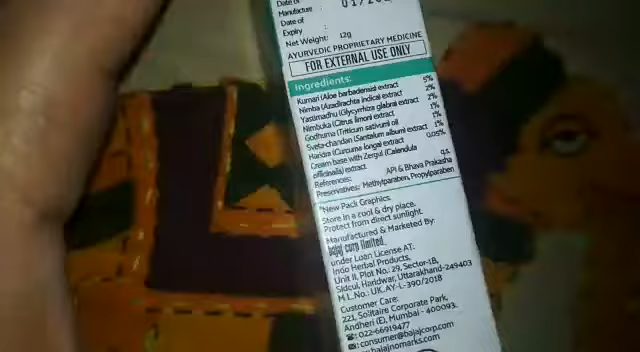 Date of
Manufacture :
Date of
Expiry :
Net Weight: 12g
AYURVEDIC PROPRIETARY MEDICINE
FOR EXTERNAL USE ONLY
Ingredients:
Kumari (Aloe barbadensis) extract 5%
Nimba (Azadirachta indica) extract 2%
Yastimadhu (Glycyrrhiza glabra) extract 2%
Nimbuka (Citrus limon) extract 1%
Godhuma (Triticum sativum) oil 1%
Sveta-chandan (Santalum album) extract 1%
Haridra (Curcuma longa) extract 0.05%
Cream base with Zergul (Calendula
officinalis) extract q.s.
References: API & Bhava Prakasha
Preservatives: Methylparaben, Propylparaben
*New Pack Graphics.
Store in a cool & dry place.
Protect from direct sunlight.
Manufactured & Marketed By:
bajaj corp limited.
under Loan License AT:
Indo Herbal Products,
Unit II, Plot No.: 29, Sector-1B,
Sidcul, Haridwar, Uttarakhand-249403
M.L.No.: UK.AY-L-390/2018
Customer Care:
221, Solitaire Corporate Park,
Andheri (E), Mumbai - 400093.
: 022-66919477
: consumer@bajajcorp.com
bajajnomarks.com